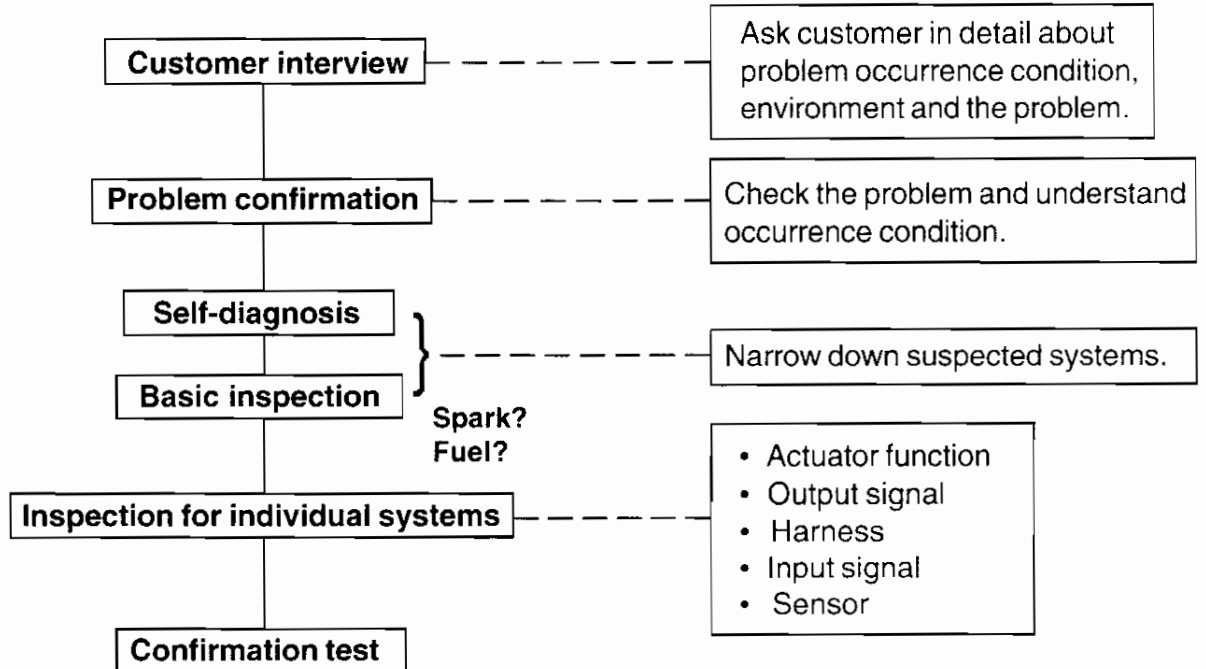 Customer interview
Ask customer in detail about
problem occurrence condition,
environment and the problem.
Problem confirmation
Check the problem and understand
occurrence condition.
Self-diagnosis
Basic inspection
Narrow down suspected systems.
Spark?
Fuel?
Inspection for individual systems
• Actuator function
• Output signal
• Harness
• Input signal
• Sensor
Confirmation test